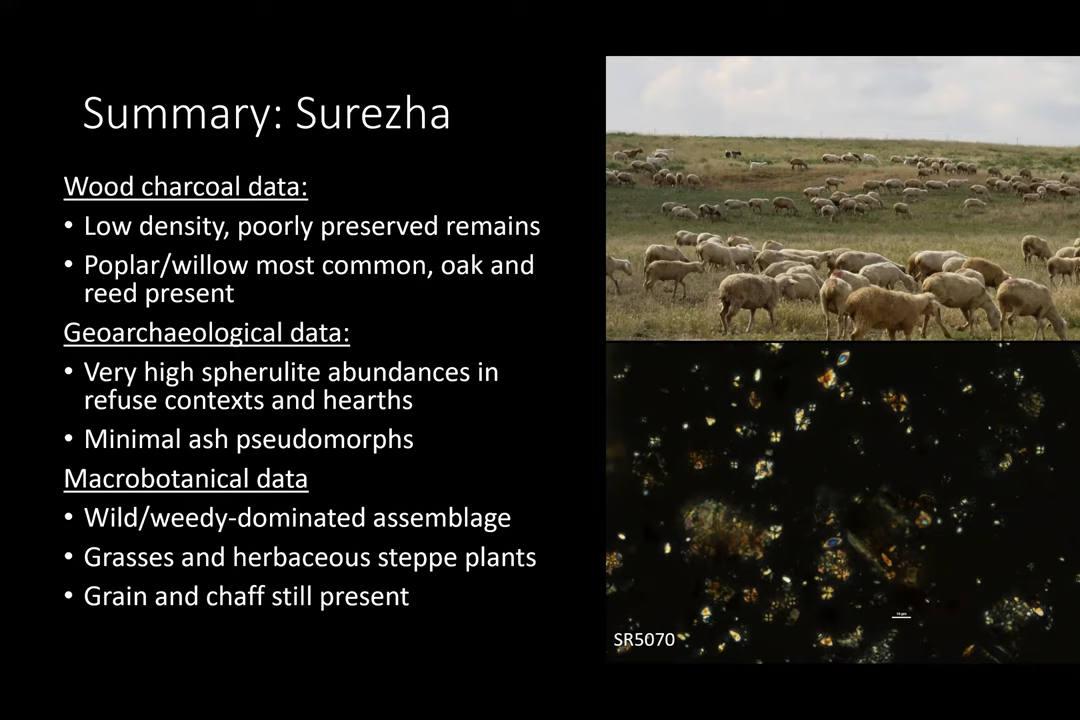 Summary: Surezha
Wood charcoal data:
• Low density, poorly preserved remains
• Poplar/willow most common, oak and
reed present
Geoarchaeological data:
• Very high spherulite abundances in
refuse contexts and hearths
• Minimal ash pseudomorphs
Macrobotanical data
• Wild/weedy-dominated assemblage
• Grasses and herbaceous steppe plants
• Grain and chaff still present
SR5070